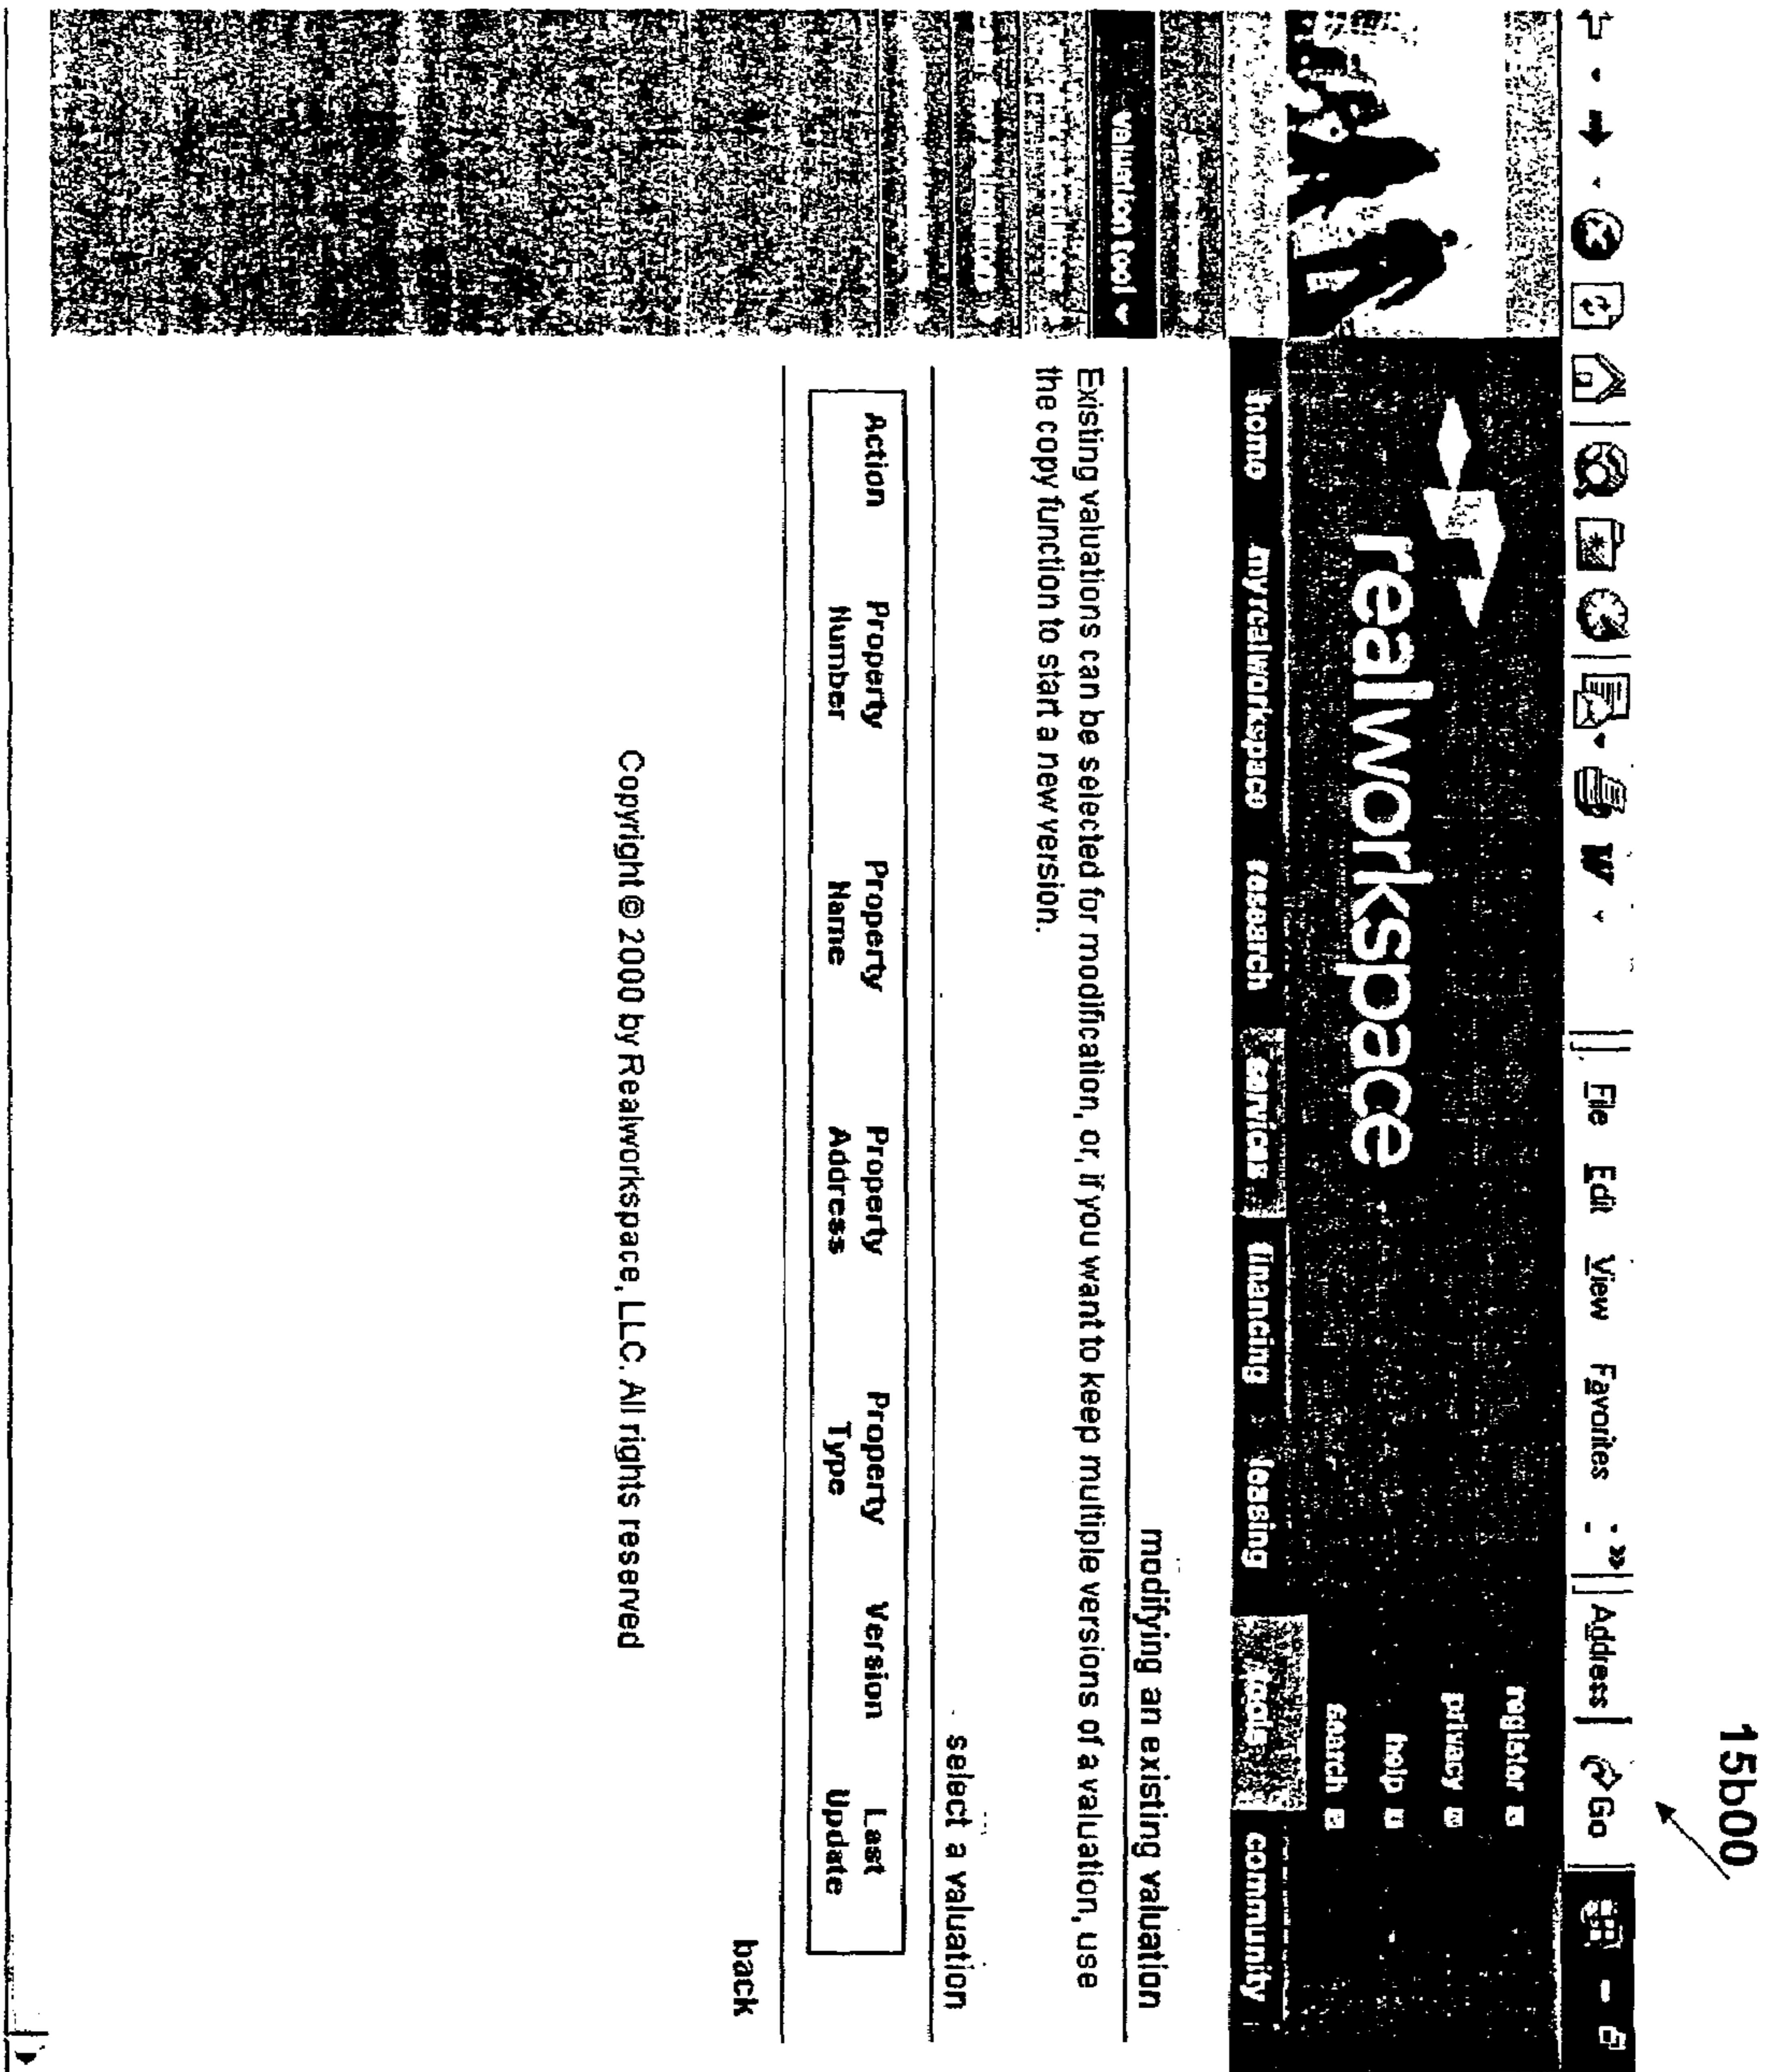 15b00
File Edit View Favorites » Address Go
realworkspace
register
privacy
help
search
home myrealworkspace research services financing leasing tools community
valuation tool
modifying an existing valuation
Existing valuations can be selected for modification, or, if you want to keep multiple versions of a valuation, use
the copy function to start a new version.
select a valuation
Action Property Number Property Name Property Address Property Type Version Last Update
back
Copyright © 2000 by Realworkspace, LLC. All rights reserved